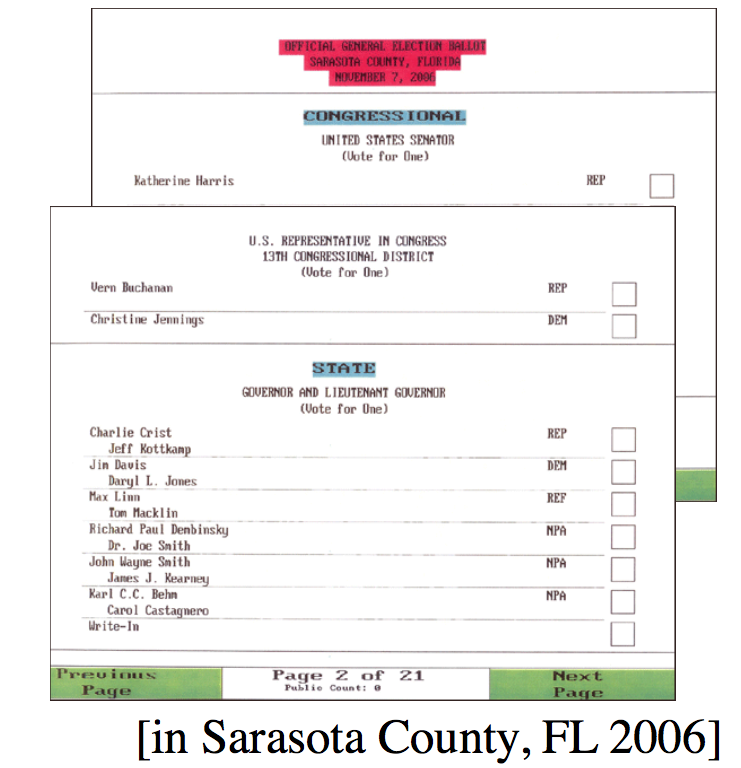 OFFICIAL GENERAL ELECTION BALLOT
SARASOTA COUNTY, FLORIDA
NOVEMBER 7, 2006
CONGRESSIONAL
UNITED STATES SENATOR
(Vote for One)
Katherine Harris REP
U.S. REPRESENTATIVE IN CONGRESS
13TH CONGRESSIONAL DISTRICT
(Vote for One)
Vern Buchanan REP
Christine Jennings DEM
STATE
GOVERNOR AND LIEUTENANT GOVERNOR
(Vote for One)
Charlie Crist REP
Jeff Kottkamp
Jim Davis DEM
Daryl L. Jones
Max Linn REF
Tom Macklin
Richard Paul Dembinsky NPA
Dr. Joe Smith
John Wayne Smith NPA
James J. Kearney
Karl C.C. Behm NPA
Carol Castagnero
Write-In
Previous Page 2 of 21 Next
Page Public Count: 0 Page
[in Sarasota County, FL 2006]